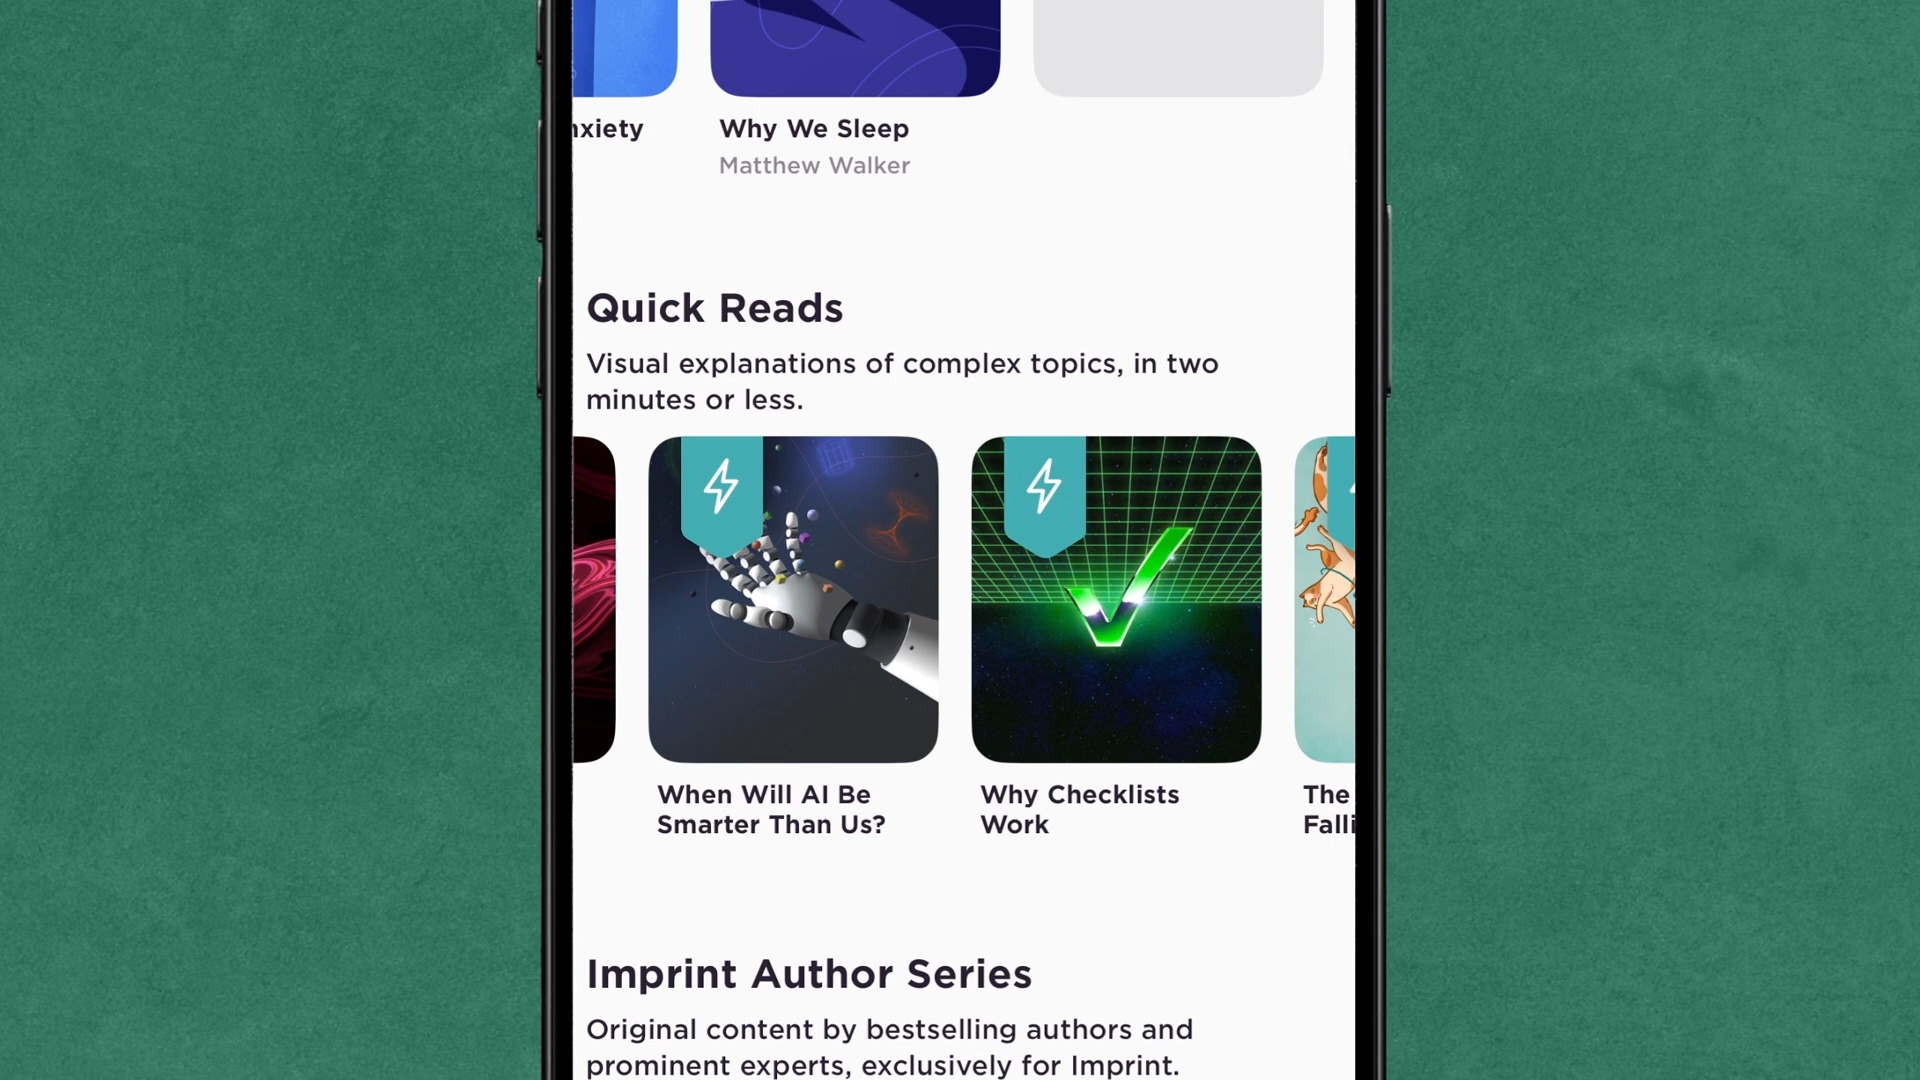 Why We Sleep
Matthew Walker
Quick Reads
Visual explanations of complex topics, in two
minutes or less.
When Will AI Be
Smarter Than Us?
Why Checklists
Work
The
Imprint Author Series
Original content by bestselling authors and
prominent experts, exclusively for Imprint.